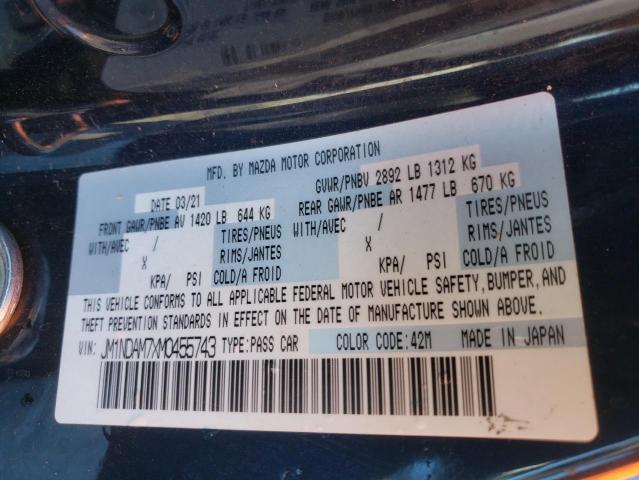 MFD. BY MAZDA MOTOR CORPORATION
DATE 03/21 GVWR/PNBV 2892 LB 1312 KG
FRONT GAWR/PNBE AV 1420 LB 644 KG REAR GAWR/PNBE AR 1477 LB 670 KG
WITH/AVEC / TIRES/PNEUS WITH/AVEC / TIRES/PNEUS
X RIMS/JANTES X RIMS/JANTES
KPA/ PSI COLD/A FROID KPA/ PSI COLD/A FROID
THIS VEHICLE CONFORMS TO ALL APPLICABLE FEDERAL MOTOR VEHICLE SAFETY, BUMPER, AND
THEFT PREVENTION STANDARDS IN EFFECT ON THE DATE OF MANUFACTURE SHOWN ABOVE.
VIN: JM1NDAM7XM0455743 TYPE:PASS CAR COLOR CODE:42M MADE IN JAPAN